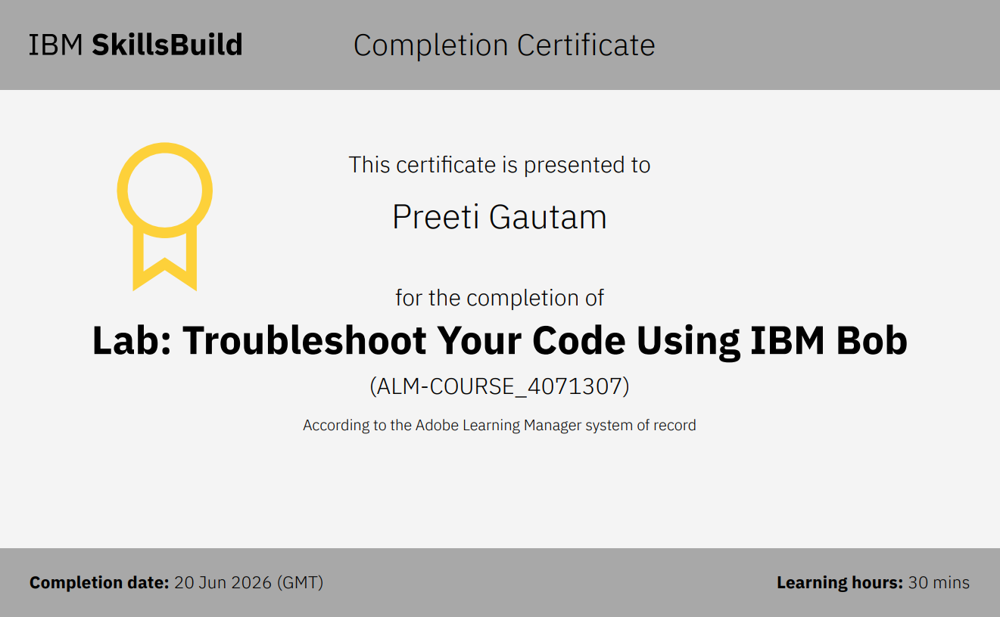 IBM SkillsBuild
Completion Certificate
This certificate is presented to
Preeti Gautam
for the completion of
Lab: Troubleshoot Your Code Using IBM Bob
(ALM-COURSE_4071307)
According to the Adobe Learning Manager system of record
Completion date: 20 Jun 2026 (GMT)
Learning hours: 30 mins